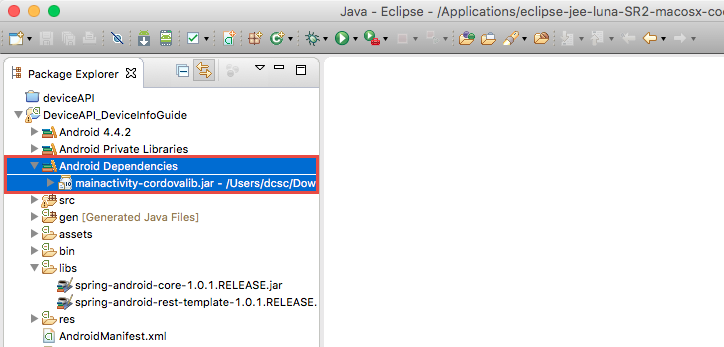 Java - Eclipse - /Applications/eclipse-jee-luna-SR2-macosx-coc
Package Explorer
deviceAPI
DeviceAPI_DeviceInfoGuide
Android 4.4.2
Android Private Libraries
Android Dependencies
mainactivity-cordovalib.jar - /Users/dcsc/Dow
src
gen [Generated Java Files]
assets
bin
libs
spring-android-core-1.0.1.RELEASE.jar
spring-android-rest-template-1.0.1.RELEASE.
res
AndroidManifest.xml